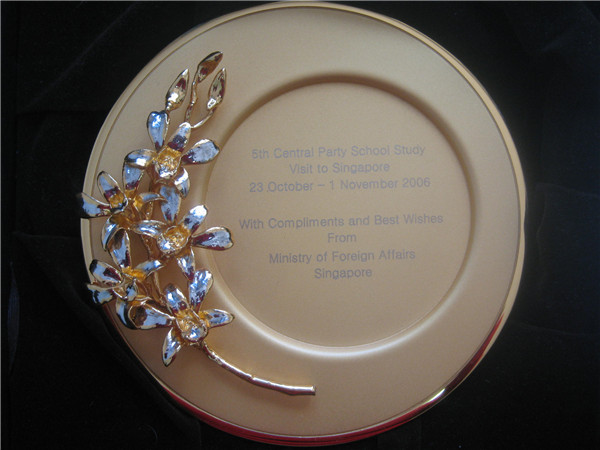 5th Central Party School Study
Visit to Singapore
23 October - 1 November 2006
With Compliments and Best Wishes
From
Ministry of Foreign Affairs
Singapore